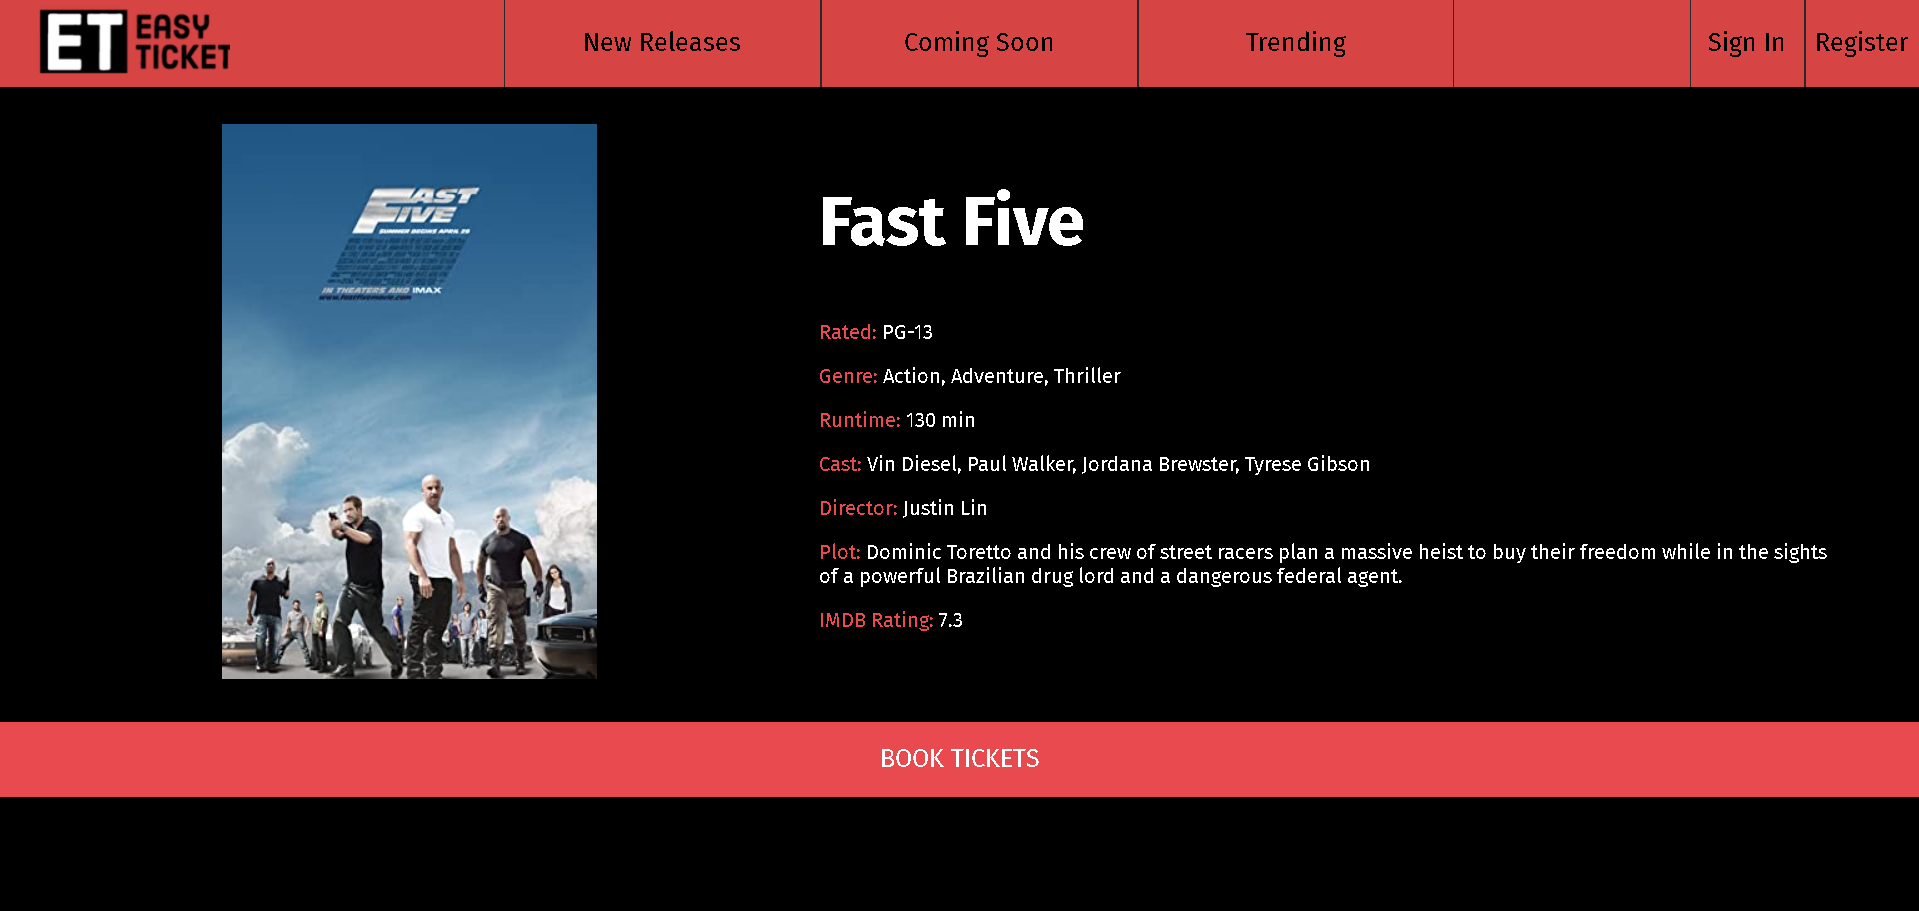 ET EASY
TICKET
New Releases
Coming Soon
Trending
Sign In
Register
FAST
FIVE
SUMMER BEGINS APRIL 29
IN THEATERS AND IMAX
www.fastfivemovie.com
Fast Five
Rated: PG-13
Genre: Action, Adventure, Thriller
Runtime: 130 min
Cast: Vin Diesel, Paul Walker, Jordana Brewster, Tyrese Gibson
Director: Justin Lin
Plot: Dominic Toretto and his crew of street racers plan a massive heist to buy their freedom while in the sights
of a powerful Brazilian drug lord and a dangerous federal agent.
IMDB Rating: 7.3
BOOK TICKETS